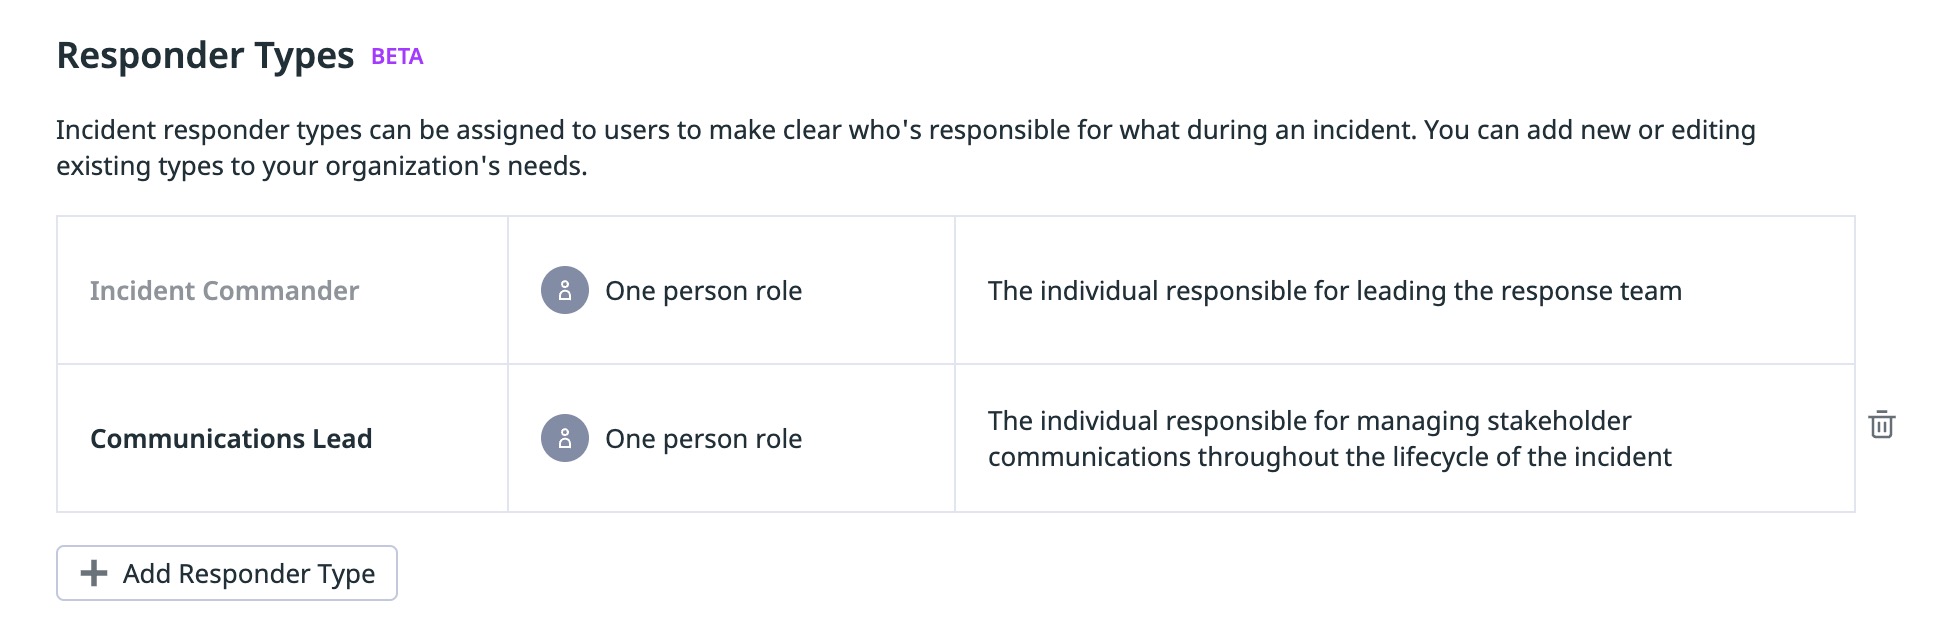 Responder Types BETA
Incident responder types can be assigned to users to make clear who's responsible for what during an incident. You can add new or editing
existing types to your organization's needs.
Incident Commander
One person role
The individual responsible for leading the response team
Communications Lead
One person role
The individual responsible for managing stakeholder
communications throughout the lifecycle of the incident
Add Responder Type